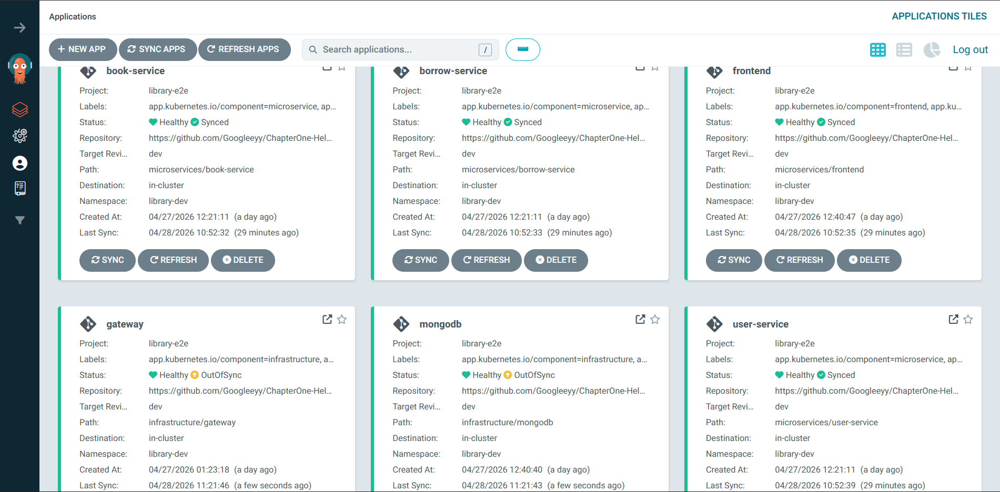 Applications
APPLICATIONS TILES
NEW APP
SYNC APPS
REFRESH APPS
Search applications...
/
Log out
book-service
Project: library-e2e
Labels: app.kubernetes.io/component=microservice, ap...
Status: Healthy Synced
Repository: https://github.com/Googleeyy/ChapterOne-Hel...
Target Revi... dev
Path: microservices/book-service
Destination: in-cluster
Namespace: library-dev
Created At: 04/27/2026 12:21:11 (a day ago)
Last Sync: 04/28/2026 10:52:32 (29 minutes ago)
SYNC REFRESH DELETE
borrow-service
Project: library-e2e
Labels: app.kubernetes.io/component=microservice, ap...
Status: Healthy Synced
Repository: https://github.com/Googleeyy/ChapterOne-Hel...
Target Revi... dev
Path: microservices/borrow-service
Destination: in-cluster
Namespace: library-dev
Created At: 04/27/2026 12:21:11 (a day ago)
Last Sync: 04/28/2026 10:52:33 (29 minutes ago)
SYNC REFRESH DELETE
frontend
Project: library-e2e
Labels: app.kubernetes.io/component=frontend, app.ku...
Status: Healthy Synced
Repository: https://github.com/Googleeyy/ChapterOne-Hel...
Target Revi... dev
Path: microservices/frontend
Destination: in-cluster
Namespace: library-dev
Created At: 04/27/2026 12:40:47 (a day ago)
Last Sync: 04/28/2026 10:52:35 (29 minutes ago)
SYNC REFRESH DELETE
gateway
Project: library-e2e
Labels: app.kubernetes.io/component=infrastructure, a...
Status: Healthy OutOfSync
Repository: https://github.com/Googleeyy/ChapterOne-Hel...
Target Revi... dev
Path: infrastructure/gateway
Destination: in-cluster
Namespace: library-dev
Created At: 04/27/2026 01:23:18 (a day ago)
Last Sync: 04/28/2026 11:21:46 (a few seconds ago)
mongodb
Project: library-e2e
Labels: app.kubernetes.io/component=infrastructure, a...
Status: Healthy OutOfSync
Repository: https://github.com/Googleeyy/ChapterOne-Hel...
Target Revi... dev
Path: infrastructure/mongodb
Destination: in-cluster
Namespace: library-dev
Created At: 04/27/2026 12:40:40 (a day ago)
Last Sync: 04/28/2026 11:21:43 (a few seconds ago)
user-service
Project: library-e2e
Labels: app.kubernetes.io/component=microservice, ap...
Status: Healthy Synced
Repository: https://github.com/Googleeyy/ChapterOne-Hel...
Target Revi... dev
Path: microservices/user-service
Destination: in-cluster
Namespace: library-dev
Created At: 04/27/2026 12:21:11 (a day ago)
Last Sync: 04/28/2026 10:52:39 (29 minutes ago)